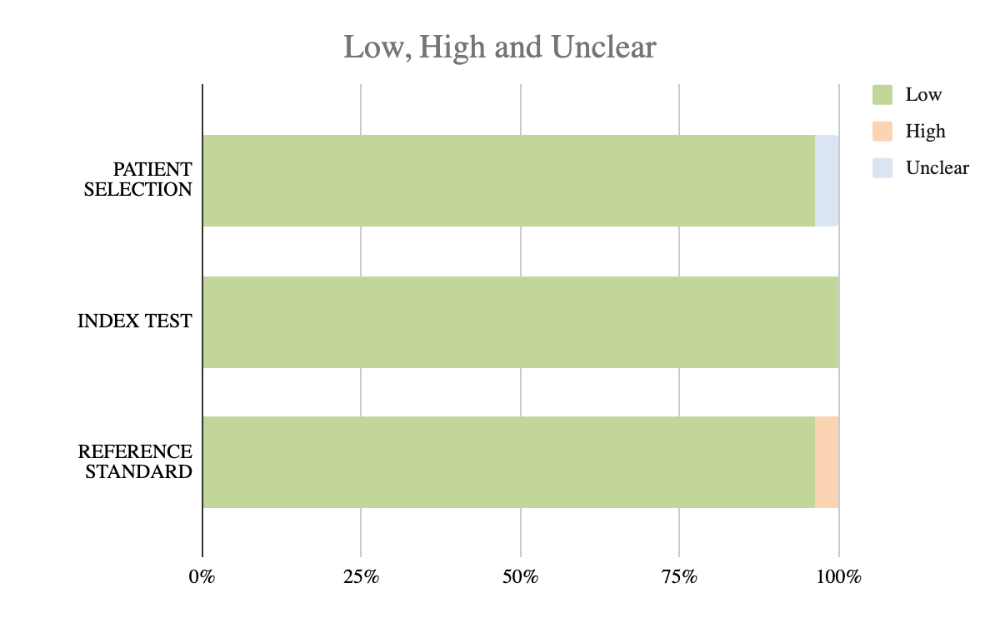 Low, High and Unclear
Low
High
Unclear
PATIENT
SELECTION
INDEX TEST
REFERENCE
STANDARD
0%
25%
50%
75%
100%